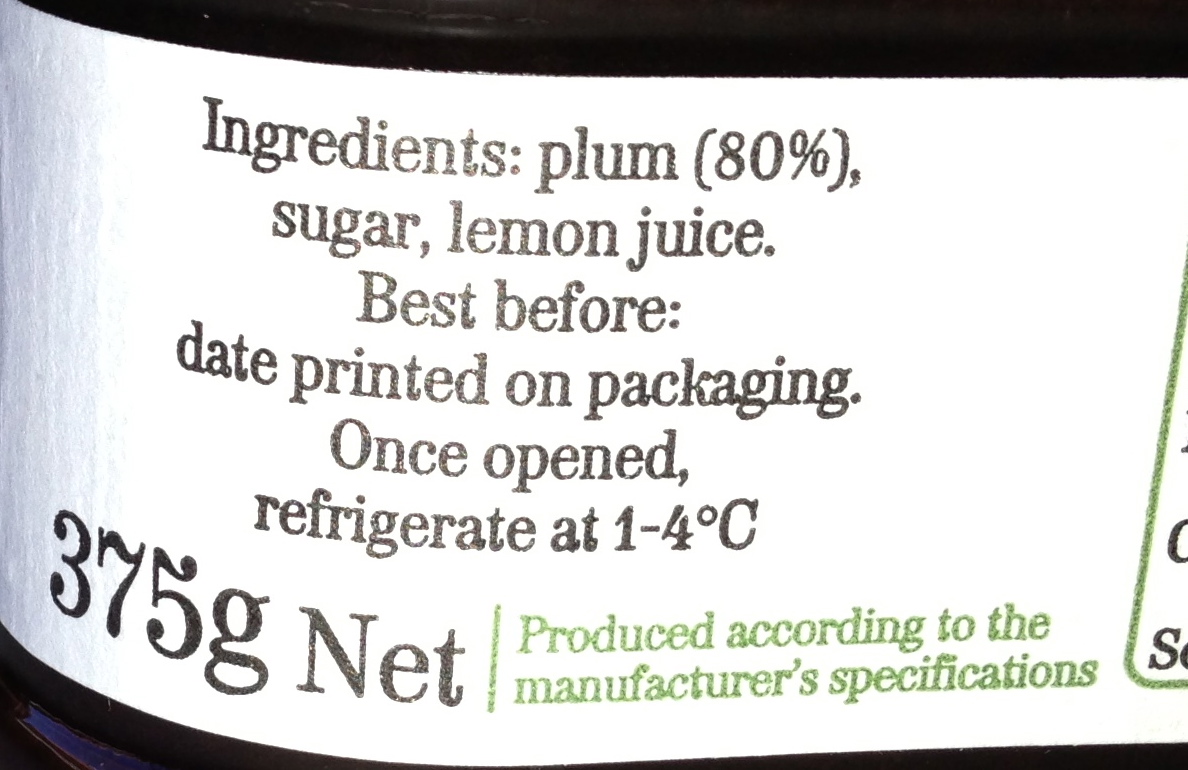 Ingredients: plum (80%),
sugar, lemon juice.
Best before:
date printed on packaging.
Once opened,
refrigerate at 1-4°C
375g Net
Produced according to the
manufacturer's specifications